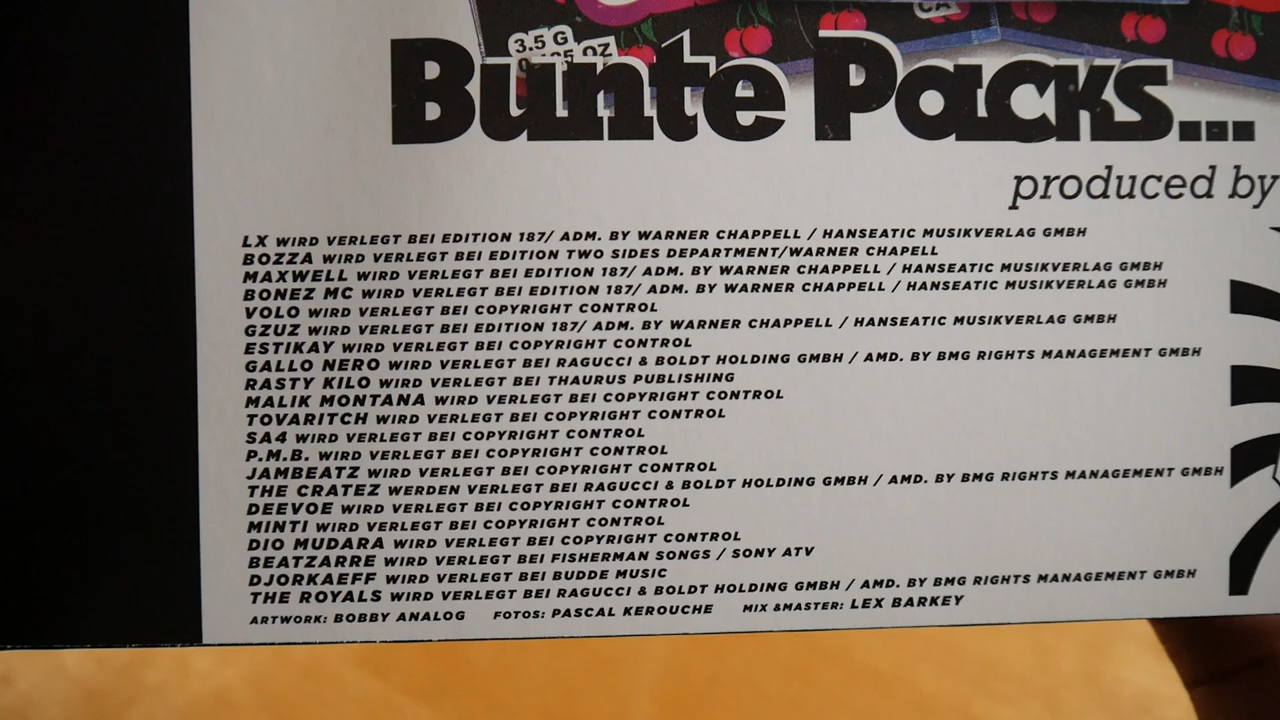 CA
3.5 G
OZ
Bunte Packs...
produced by
LX WIRD VERLEGT BEI EDITION 187/ ADM. BY WARNER CHAPPELL / HANSEATIC MUSIKVERLAG GMBH
BOZZA WIRD VERLEGT BEI EDITION TWO SIDES DEPARTMENT/WARNER CHAPELL
MAXWELL WIRD VERLEGT BEI EDITION 187/ ADM. BY WARNER CHAPPELL / HANSEATIC MUSIKVERLAG GMBH
BONEZ MC WIRD VERLEGT BEI EDITION 187/ ADM. BY WARNER CHAPPELL / HANSEATIC MUSIKVERLAG GMBH
VOLO WIRD VERLEGT BEI COPYRIGHT CONTROL
GZUZ WIRD VERLEGT BEI EDITION 187/ ADM. BY WARNER CHAPPELL / HANSEATIC MUSIKVERLAG GMBH
ESTIKAY WIRD VERLEGT BEI COPYRIGHT CONTROL
GALLO NERO WIRD VERLEGT BEI RAGUCCI & BOLDT HOLDING GMBH / AMD. BY BMG RIGHTS MANAGEMENT GMBH
RASTY KILO WIRD VERLEGT BEI THAURUS PUBLISHING
MALIK MONTANA WIRD VERLEGT BEI COPYRIGHT CONTROL
TOVARITCH WIRD VERLEGT BEI COPYRIGHT CONTROL
SA4 WIRD VERLEGT BEI COPYRIGHT CONTROL
P.M.B. WIRD VERLEGT BEI COPYRIGHT CONTROL
JAMBEATZ WIRD VERLEGT BEI COPYRIGHT CONTROL
THE CRATEZ WERDEN VERLEGT BEI RAGUCCI & BOLDT HOLDING GMBH / AMD. BY BMG RIGHTS MANAGEMENT GMBH
DEEVOE WIRD VERLEGT BEI COPYRIGHT CONTROL
MINTI WIRD VERLEGT BEI COPYRIGHT CONTROL
DIO MUDARA WIRD VERLEGT BEI COPYRIGHT CONTROL
BEATZARRE WIRD VERLEGT BEI FISHERMAN SONGS / SONY ATV
DJORKAEFF WIRD VERLEGT BEI BUDDE MUSIC
THE ROYALS WIRD VERLEGT BEI RAGUCCI & BOLDT HOLDING GMBH / AMD. BY BMG RIGHTS MANAGEMENT GMBH
ARTWORK: BOBBY ANALOG FOTOS: PASCAL KEROUCHE MIX &MASTER: LEX BARKEY